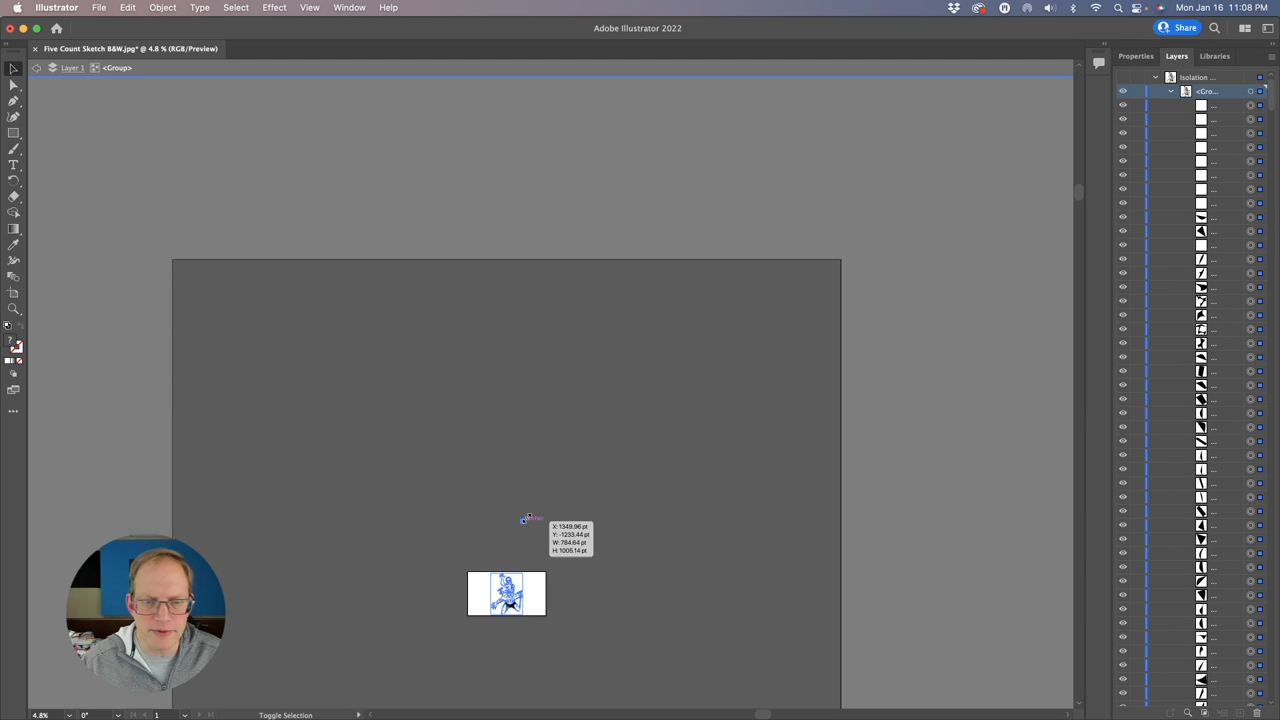 Illustrator File Edit Object Type Select Effect View Window Help
Mon Jan 16 11:08 PM
Adobe Illustrator 2022
Share
× Five Count Sketch B&W.jpg* @ 4.8 % (RGB/Preview)
Properties Layers Libraries
Layer 1 <Group>
Isolation ...
<Gro...
X: 1349.96 pt
Y: -1233.44 pt
W: 784.64 pt
H: 1005.14 pt
4.8% 0° 1 Toggle Selection